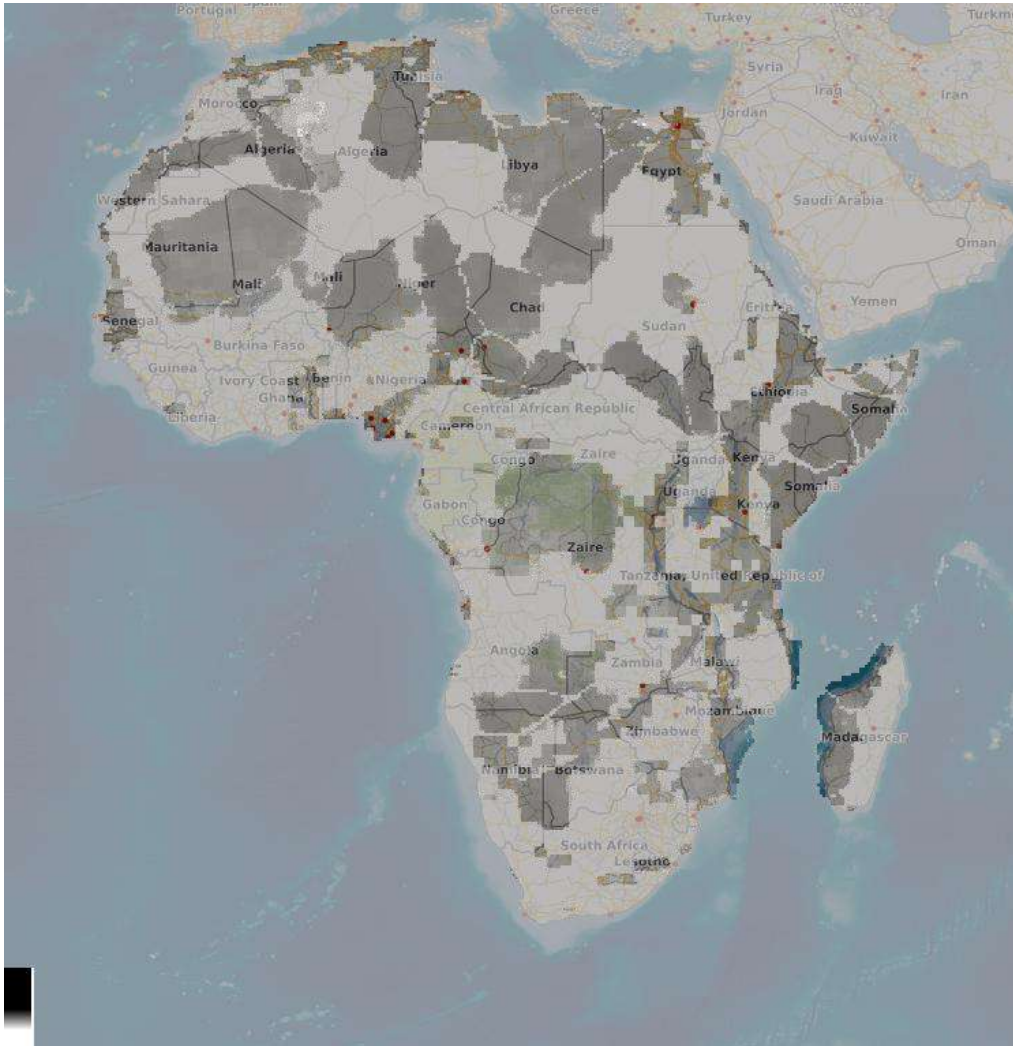 Portugal
Spain
Greece
Turkey
Turkm
Syria
Iraq
Iran
Jordan
Kuwait
Tunisia
Morocco
Algeria
Algeria
Libya
Egypt
Western Sahara
Saudi Arabia
Oman
Mauritania
Mali
Mali
Niger
Chad
Sudan
Eritrea
Yemen
Senegal
Burkina Faso
Guinea
Ivory Coast
Benin
Nigeria
Ghana
Liberia
Ethiopia
Somalia
Central African Republic
Cameroon
Congo
Zaire
Uganda
Kenya
Somalia
Uganda
Kenya
Gabon
Congo
Zaire
Tanzania, United Republic of
Angola
Zambia
Malawi
Mozambique
Zimbabwe
Madagascar
Namibia
Botswana
South Africa
Lesotho